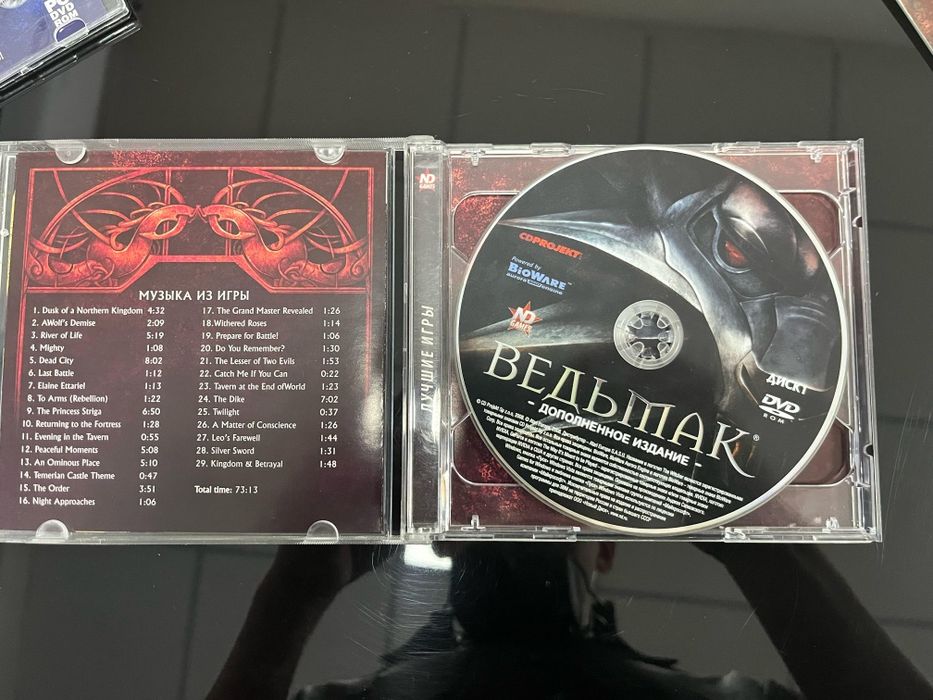 PC
DVD
ROM
МУЗЫКА ИЗ ИГРЫ
1. Dusk of a Northern Kingdom 4:32
2. AWolf's Demise 2:09
3. River of Life 5:19
4. Mighty 1:08
5. Dead City 8:02
6. Last Battle 1:12
7. Elaine Ettariel 1:13
8. To Arms (Rebellion) 1:22
9. The Princess Striga 6:50
10. Returning to the Fortress 1:28
11. Evening in the Tavern 0:55
12. Peaceful Moments 5:08
13. An Ominous Place 5:10
14. Temerian Castle Theme 0:47
15. The Order 3:51
16. Night Approaches 1:06
17. The Grand Master Revealed 1:26
18.Withered Roses 1:14
19. Prepare for Battle! 1:06
20. Do You Remember? 1:30
21. The Lesser of Two Evils 1:53
22. Catch Me If You Can 0:22
23. Tavern at the End ofWorld 1:23
24. The Dike 7:02
25. Twilight 0:37
26. A Matter of Conscience 1:26
27. Leo's Farewell 1:44
28. Silver Sword 1:31
29. Kingdom & Betrayal 1:48
Total time: 73:13
ND
GAMES
ЛУЧШИЕ ИГРЫ
CDPROJEKT
Powered by
BIOWARE
aurora engine
ND
GAMES
ВЕДЬМАК®
- ДОПОЛНЕННОЕ ИЗДАНИЕ -
ДИСК 1
DVD
ROM